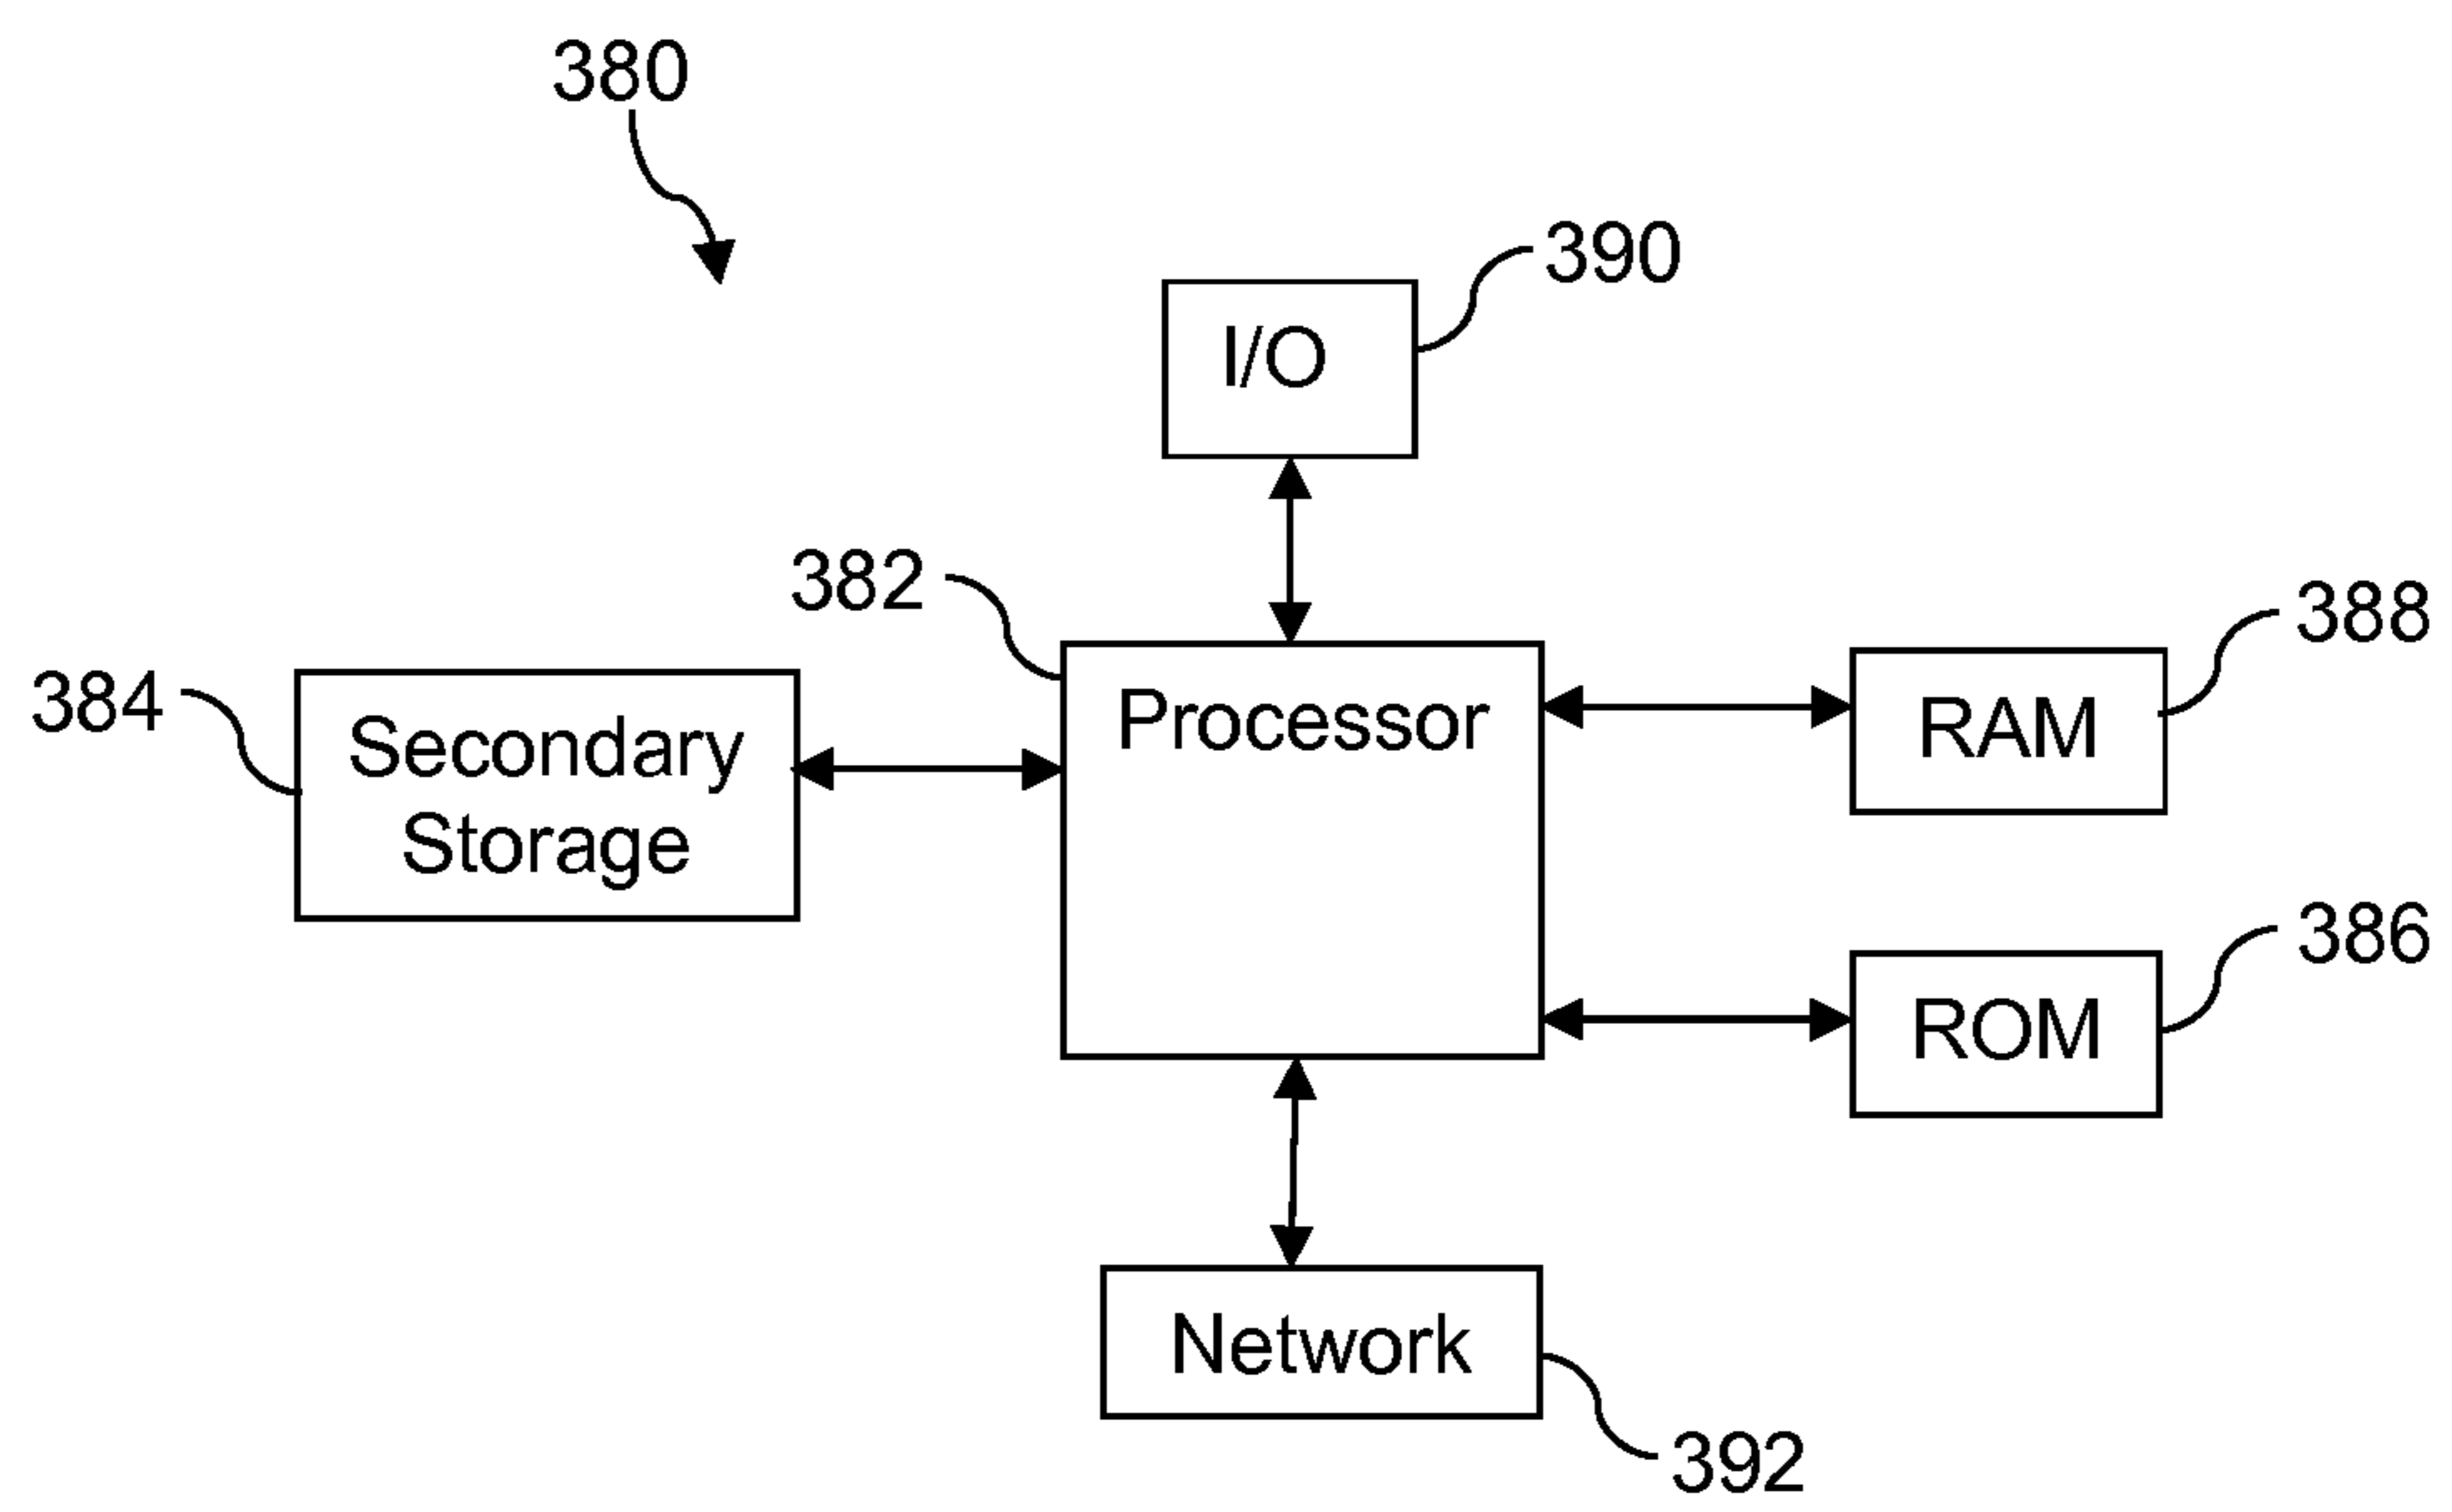 380
390
I/O
382
388
384
Processor
RAM
Secondary
Storage
386
ROM
Network
392